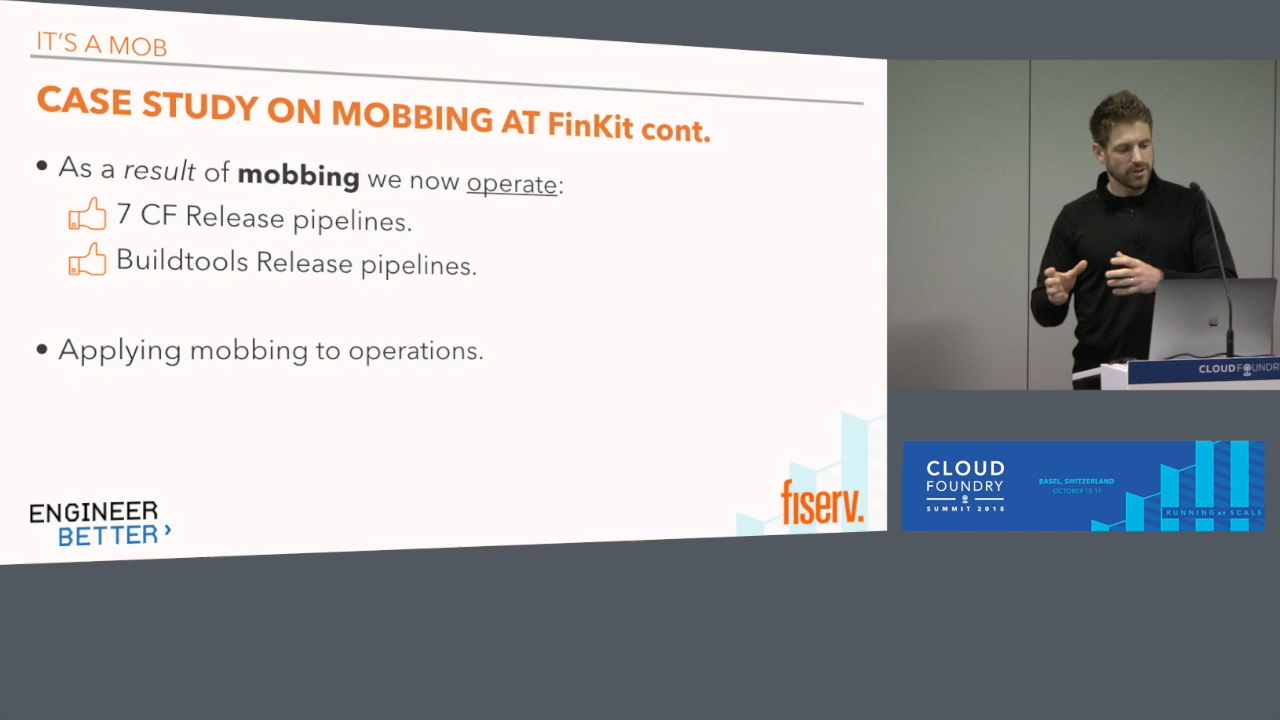 IT'S A MOB
CASE STUDY ON MOBBING AT FinKit cont.
• As a result of mobbing we now operate:
7 CF Release pipelines.
Buildtools Release pipelines.
• Applying mobbing to operations.
ENGINEER
BETTER
fiserv.
CLOUD FOUNDRY
CLOUD
FOUNDRY
SUMMIT 2018
BASEL, SWITZERLAND
OCTOBER 10-11
RUNNING AT SCALE